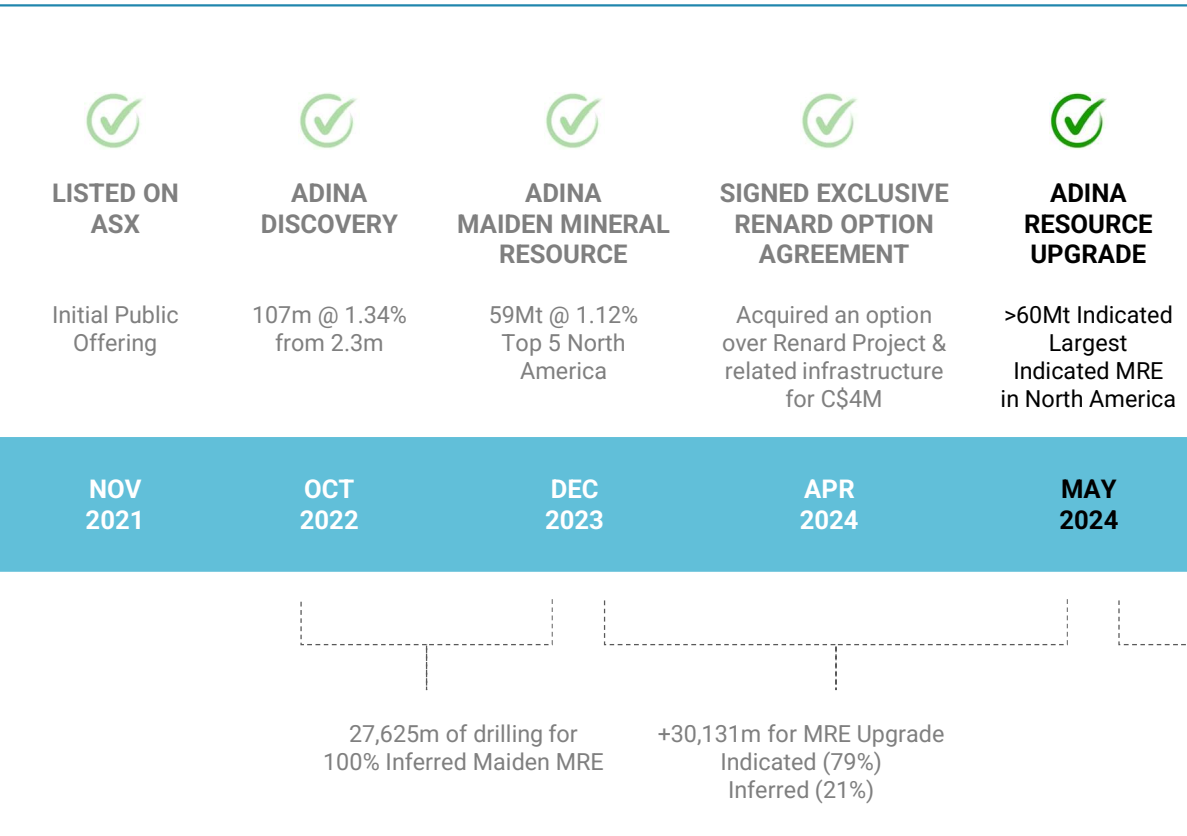 LISTED ON
ASX
Initial Public
Offering
NOV
2021
ADINA
DISCOVERY
107m @ 1.34%
from 2.3m
OCT
2022
ADINA
MAIDEN MINERAL
RESOURCE
59Mt @ 1.12%
Top 5 North
America
DEC
2023
SIGNED EXCLUSIVE
RENARD OPTION
AGREEMENT
Acquired an option
over Renard Project &
related infrastructure
for C$4M
APR
2024
ADINA
RESOURCE
UPGRADE
>60Mt Indicated
Largest
Indicated MRE
in North America
MAY
2024
27,625m of drilling for
100% Inferred Maiden MRE
+30,131m for MRE Upgrade
Indicated (79%)
Inferred (21%)